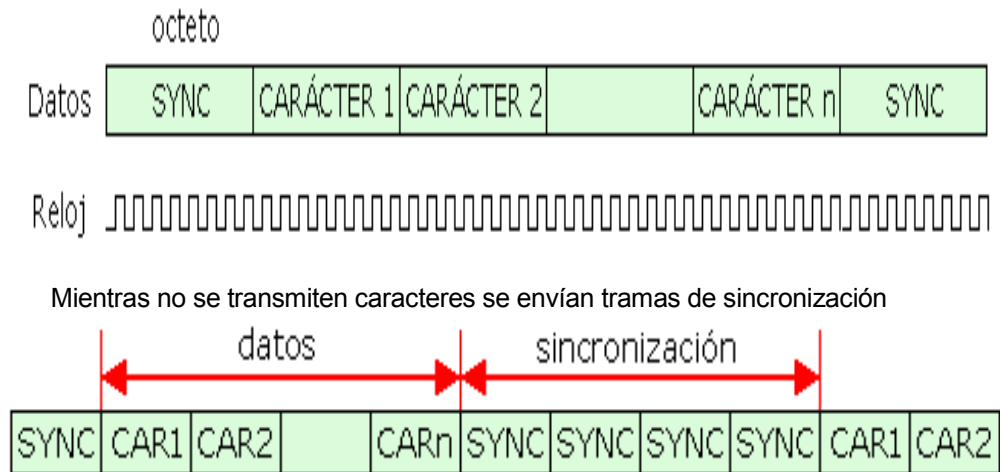 octeto
Datos SYNC CARÁCTER 1 CARÁCTER 2 CARÁCTER n SYNC
Reloj
Mientras no se transmiten caracteres se envían tramas de sincronización
datos sincronización
SYNC CAR1 CAR2 CARn SYNC SYNC SYNC SYNC CAR1 CAR2